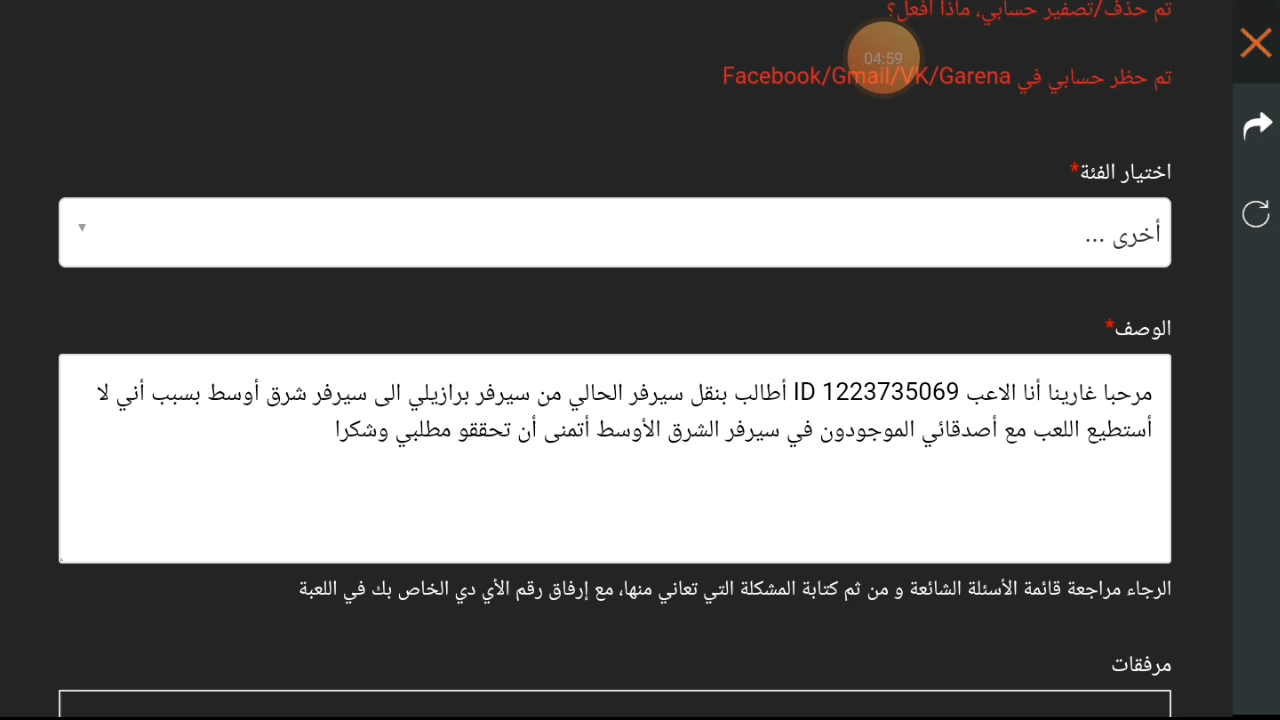 تم حذف/تصفير حسابي، ماذا أفعل؟
04:59
تم حظر حسابي في Facebook/Gmail/VK/Garena
اختيار الفئة*
أخرى ...
الوصف*
مرحبا غارينا أنا الاعب ID 1223735069 أطالب بنقل سيرفر الحالي من سيرفر برازيلي الى سيرفر شرق أوسط بسبب أني لا
أستطيع اللعب مع أصدقائي الموجودون في سيرفر الشرق الأوسط أتمنى أن تحققو مطلبي وشكرا
الرجاء مراجعة قائمة الأسئلة الشائعة و من ثم كتابة المشكلة التي تعاني منها، مع إرفاق رقم الأي دي الخاص بك في اللعبة
مرفقات